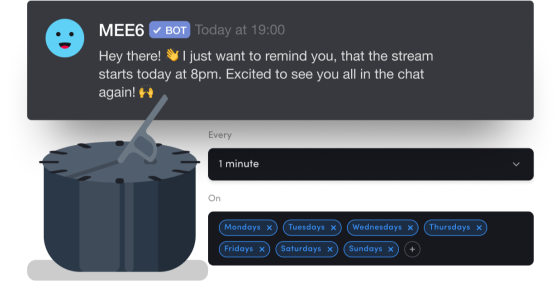 MEE6 ✔ BOT Today at 19:00
Hey there! 👋 I just want to remind you, that the stream
starts today at 8pm. Excited to see you all in the chat
again! 🙌
Every
1 minute
On
Mondays × Tuesdays × Wednesdays × Thursdays ×
Fridays × Saturdays × Sundays × +